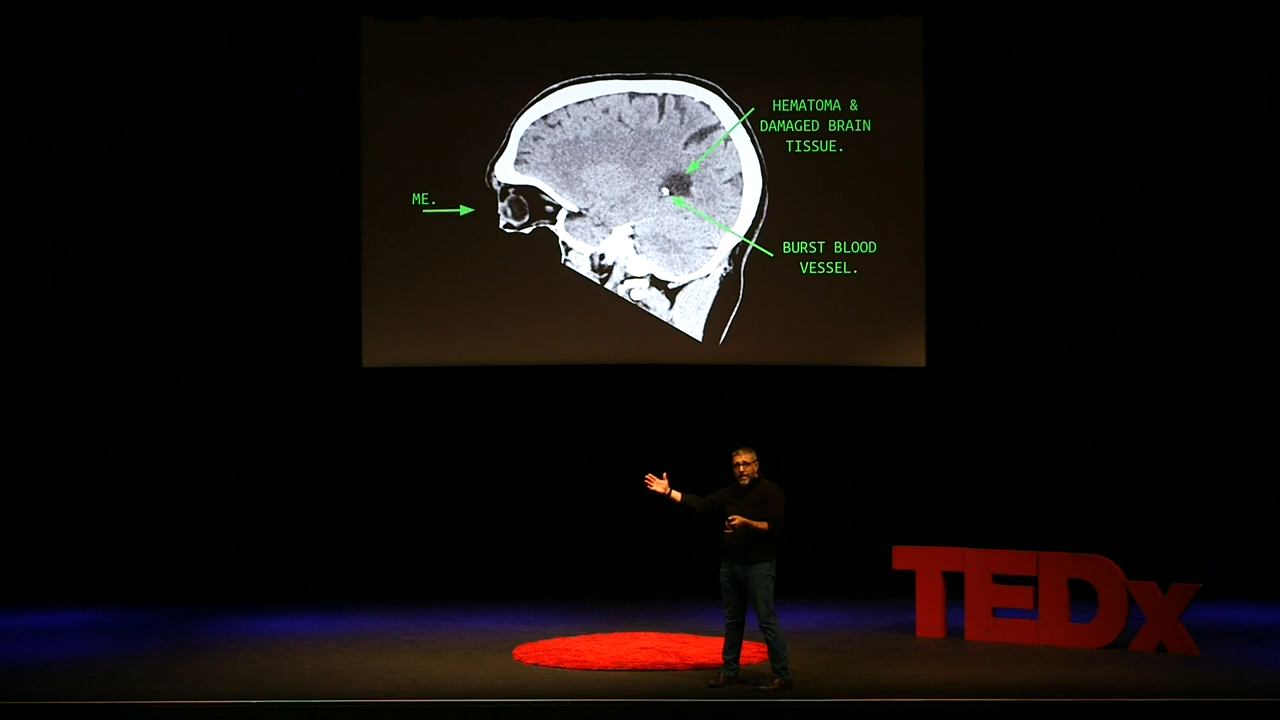 HEMATOMA &
DAMAGED BRAIN
TISSUE.
ME.
BURST BLOOD
VESSEL.
TEDx